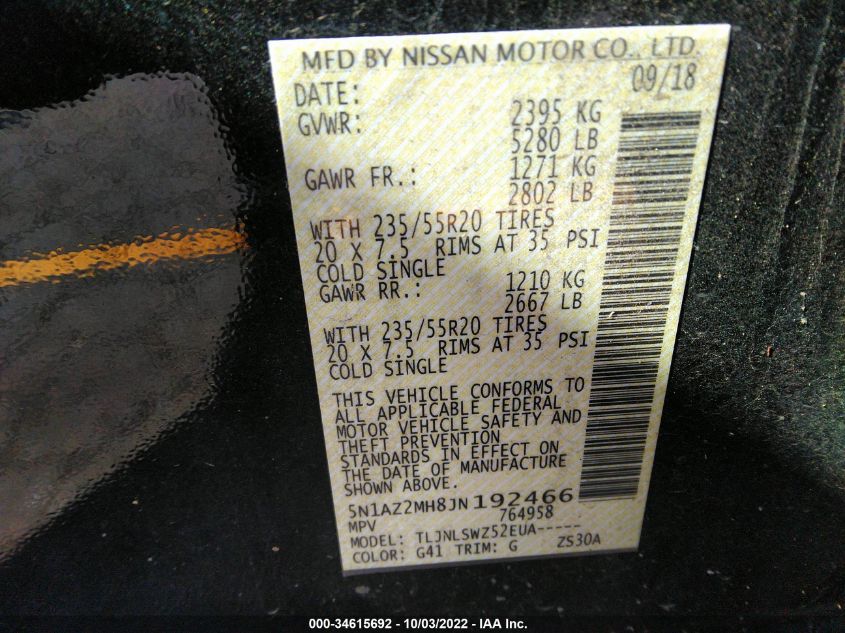 MFD BY NISSAN MOTOR CO., LTD.
DATE: 09/18
GVWR: 2395 KG
5280 LB
GAWR FR.: 1271 KG
2802 LB
WITH 235/55R20 TIRES
20 X 7.5 RIMS AT 35 PSI
COLD SINGLE
GAWR RR.: 1210 KG
2667 LB
WITH 235/55R20 TIRES
20 X 7.5 RIMS AT 35 PSI
COLD SINGLE
THIS VEHICLE CONFORMS TO
ALL APPLICABLE FEDERAL
MOTOR VEHICLE SAFETY AND
THEFT PREVENTION
STANDARDS IN EFFECT ON
THE DATE OF MANUFACTURE
SHOWN ABOVE.
5N1AZ2MH8JN192466
MPV 764958
MODEL: TLJNLSWZ52EUA-----
COLOR: G41 TRIM: G ZS30A
000-34615692 - 10/03/2022 - IAA Inc.